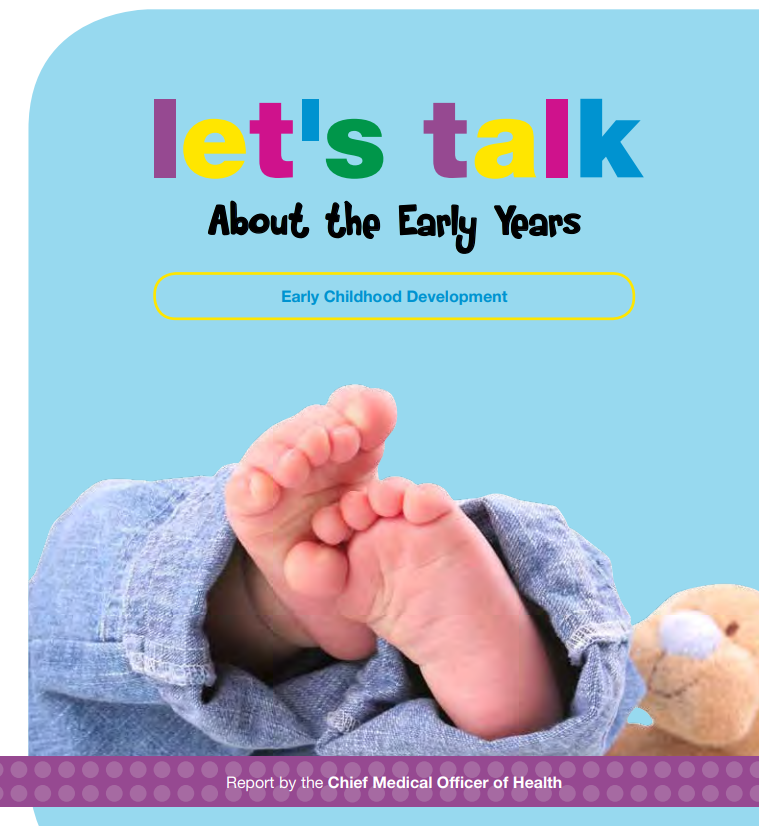 let's talk
About the Early Years
Early Childhood Development
Report by the Chief Medical Officer of Health